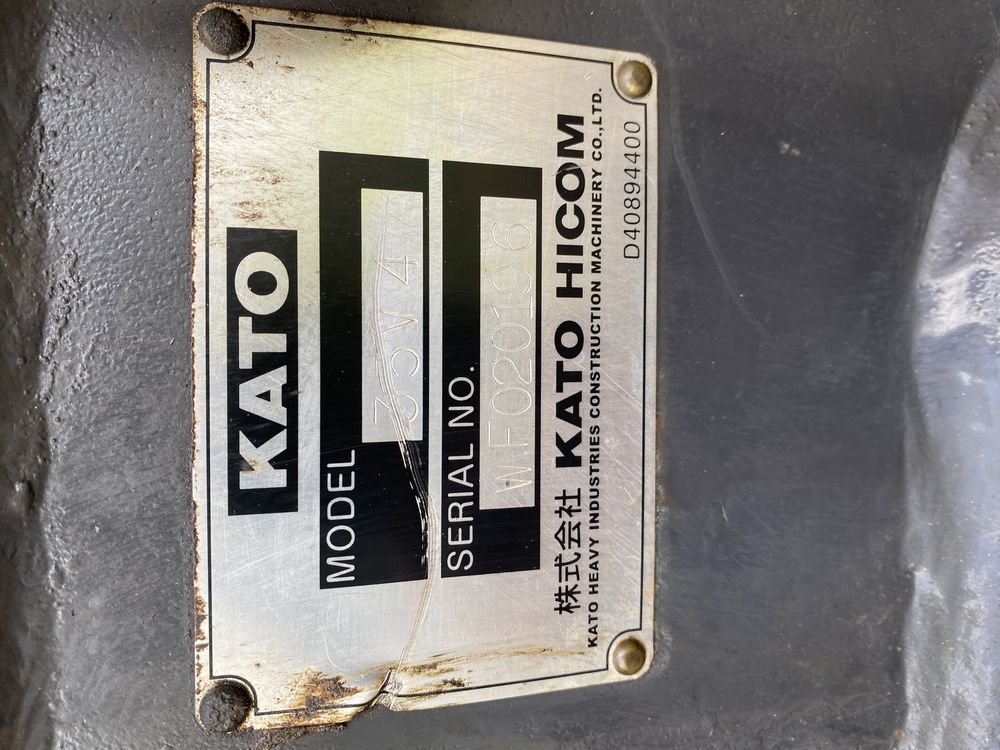 KATO
MODEL 35V4
SERIAL NO. WF020196
株式会社 KATO HICOM
KATO HEAVY INDUSTRIES CONSTRUCTION MACHINERY CO.,LTD.
D40894400